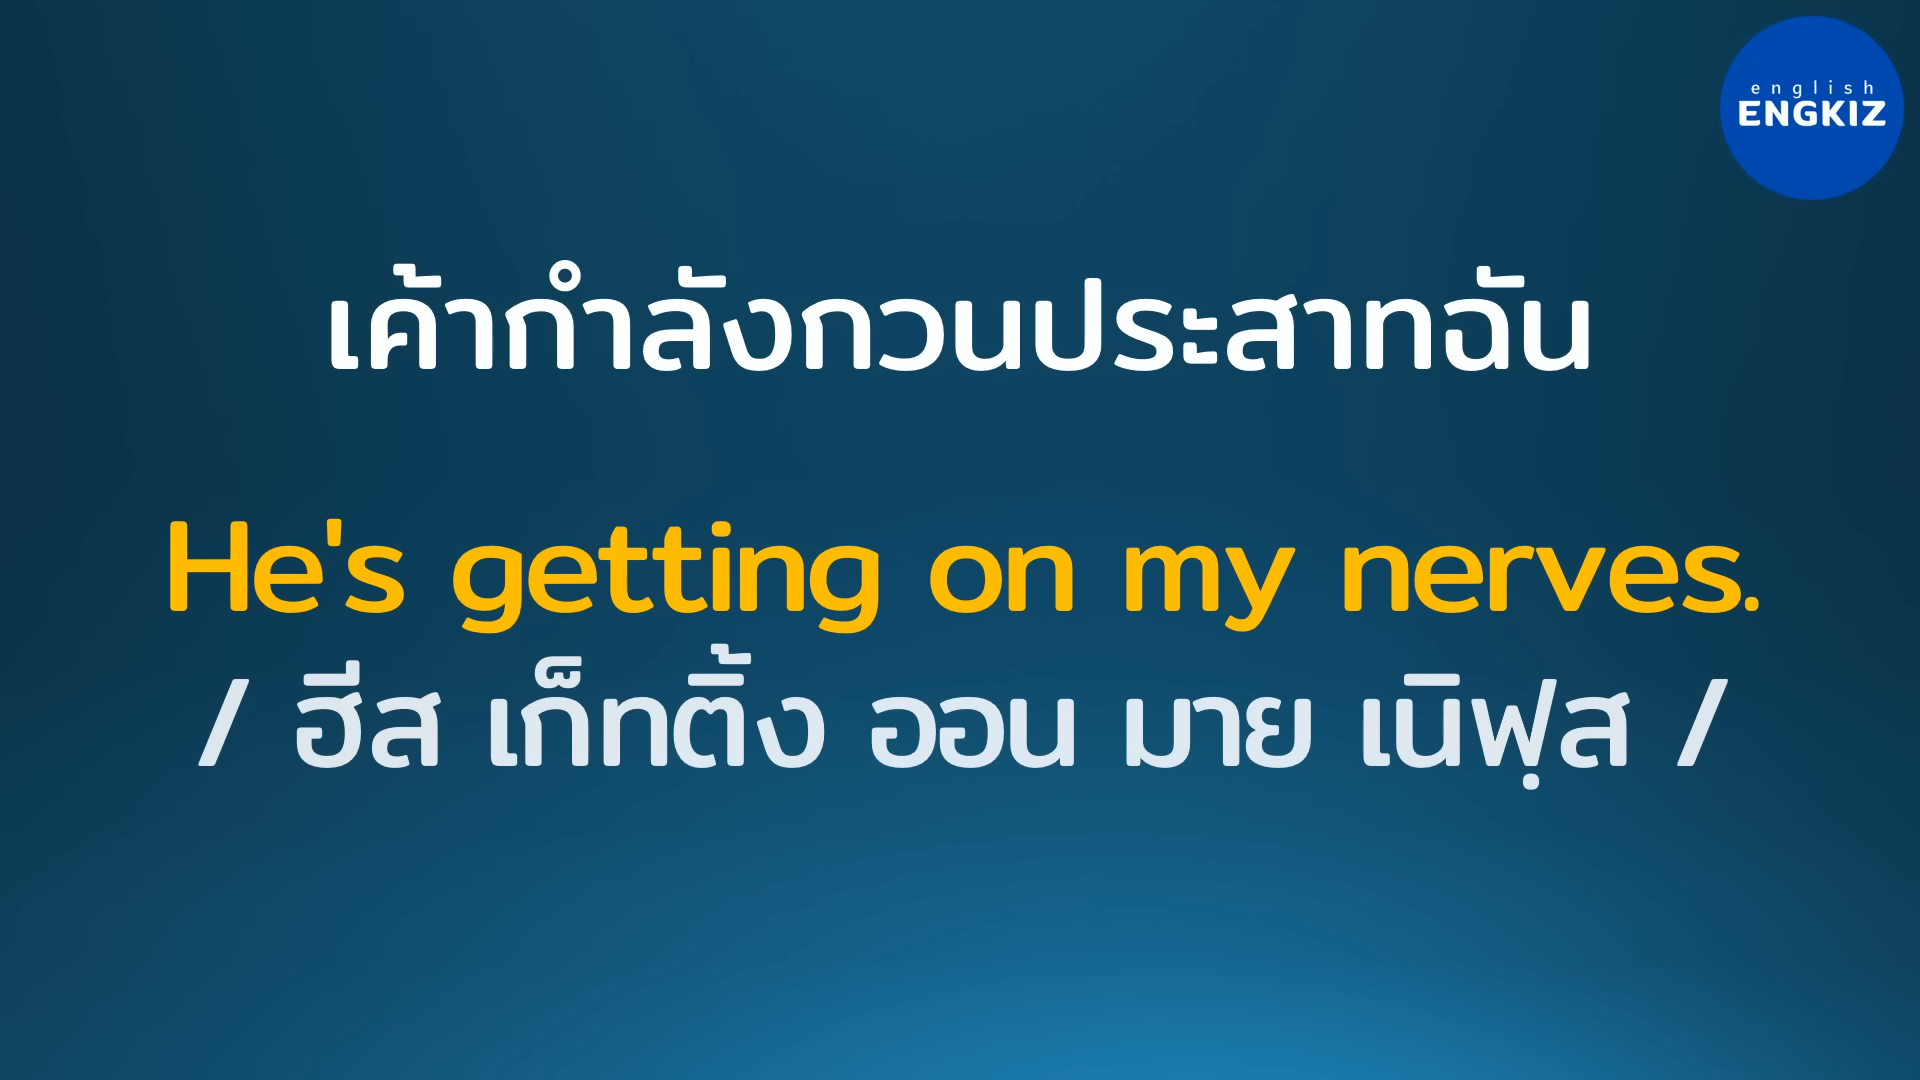 english
ENGKIZ
เค้ากำลังกวนประสาทฉัน
He's getting on my nerves.
/ ฮีส เก็ทติ้ง ออน มาย เนิฟฺส /